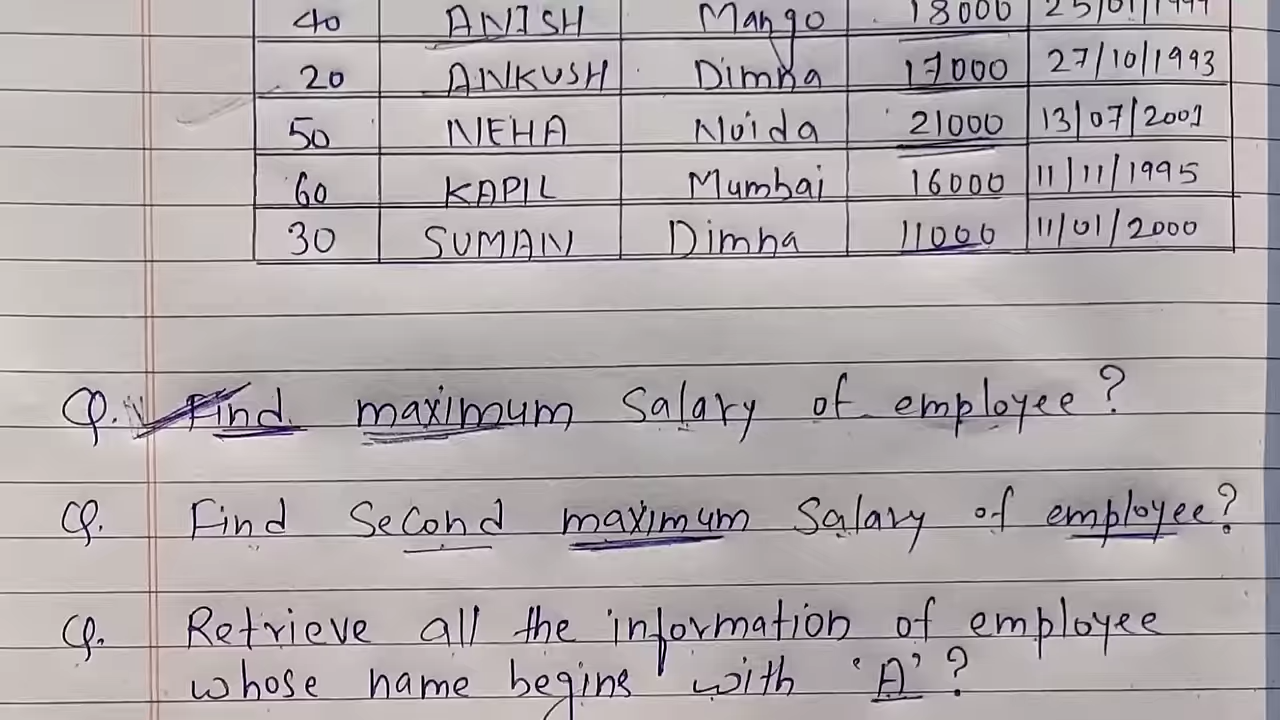 40 ANISH Mango 18000
20 ANKUSH Dimna 17000 27/10/1993
50 NEHA Noida 21000 13/07/2001
60 KAPIL Mumbai 16000 11/11/1995
30 SUMAN Dimna 11000 11/01/2000
Q. Find maximum salary of employee?
Q. Find Second maximum salary of employee?
Q. Retrieve all the information of employee
whose name begins with 'A'?